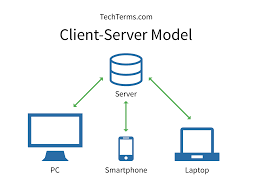 TechTerms.com
Client-Server Model
Server
PC
Smartphone
Laptop